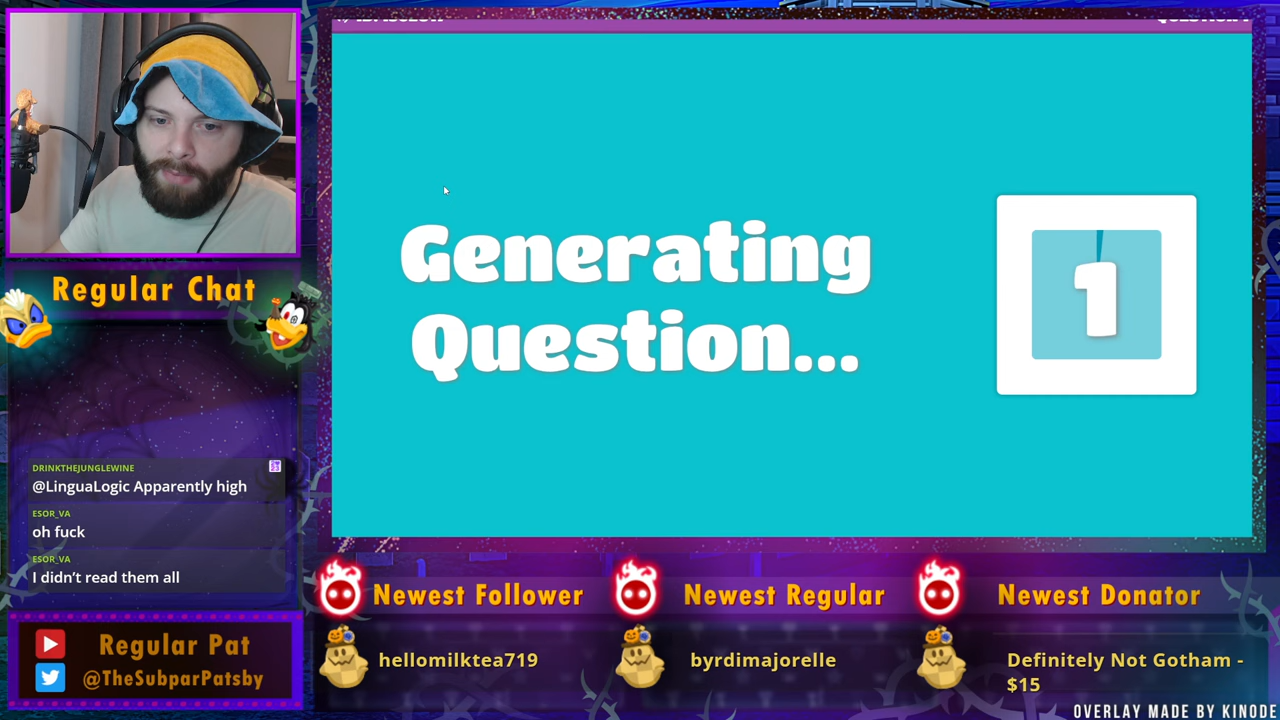 Generating
Question...
1
Regular Chat
DRINKTHEJUNGLEWINE
@LinguaLogic Apparently high
ESOR_VA
oh fuck
ESOR_VA
I didn't read them all
Regular Pat
@TheSubparPatsby
Newest Follower
hellomilktea719
Newest Regular
byrdimajorelle
Newest Donator
Definitely Not Gotham -
$15
OVERLAY MADE BY KINODE